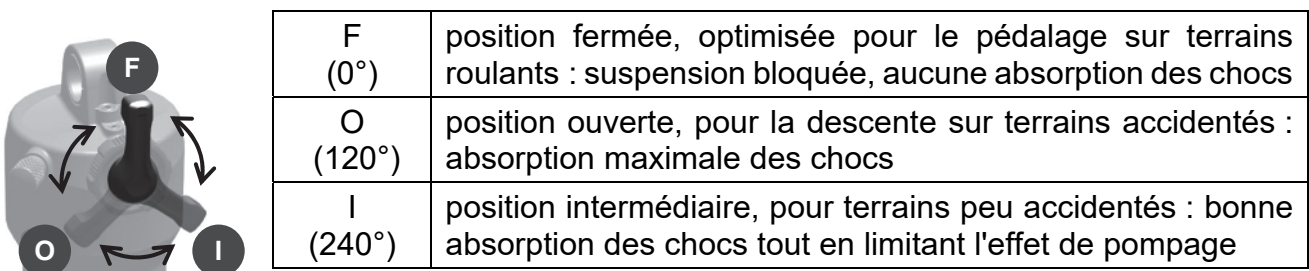 F
O
I
F
(0°)
position fermée, optimisée pour le pédalage sur terrains
roulants : suspension bloquée, aucune absorption des chocs
O
(120°)
position ouverte, pour la descente sur terrains accidentés :
absorption maximale des chocs
I
(240°)
position intermédiaire, pour terrains peu accidentés : bonne
absorption des chocs tout en limitant l'effet de pompage